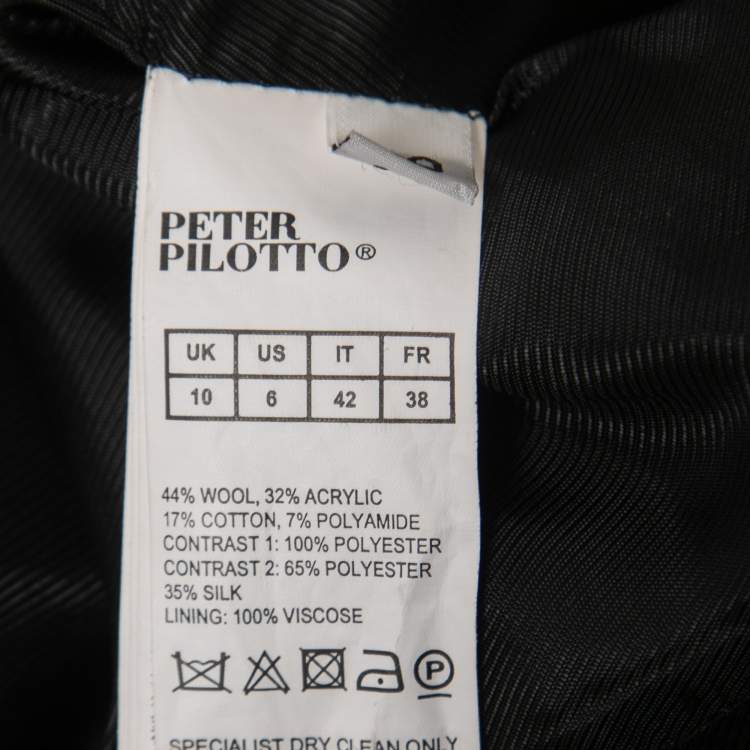 PETER
PILOTTO®
UK US IT FR
10 6 42 38
44% WOOL, 32% ACRYLIC
17% COTTON, 7% POLYAMIDE
CONTRAST 1: 100% POLYESTER
CONTRAST 2: 65% POLYESTER
35% SILK
LINING: 100% VISCOSE
P
SPECIALIST DRY CLEAN ONLY